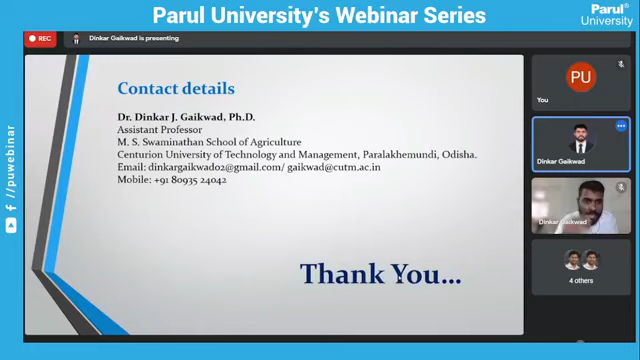 Parul University's Webinar Series
Parul®
University
REC
Dinkar Gaikwad is presenting
Contact details
Dr. Dinkar J. Gaikwad, Ph.D.
Assistant Professor
M. S. Swaminathan School of Agriculture
Centurion University of Technology and Management, Paralakhemundi, Odisha.
Email: dinkargaikwad02@gmail.com/ gaikwad@cutm.ac.in
Mobile: +91 80935 24042
Thank You...
PU
You
Dinkar Gaikwad
Dinkar Gaikwad
4 others
/puwebinar